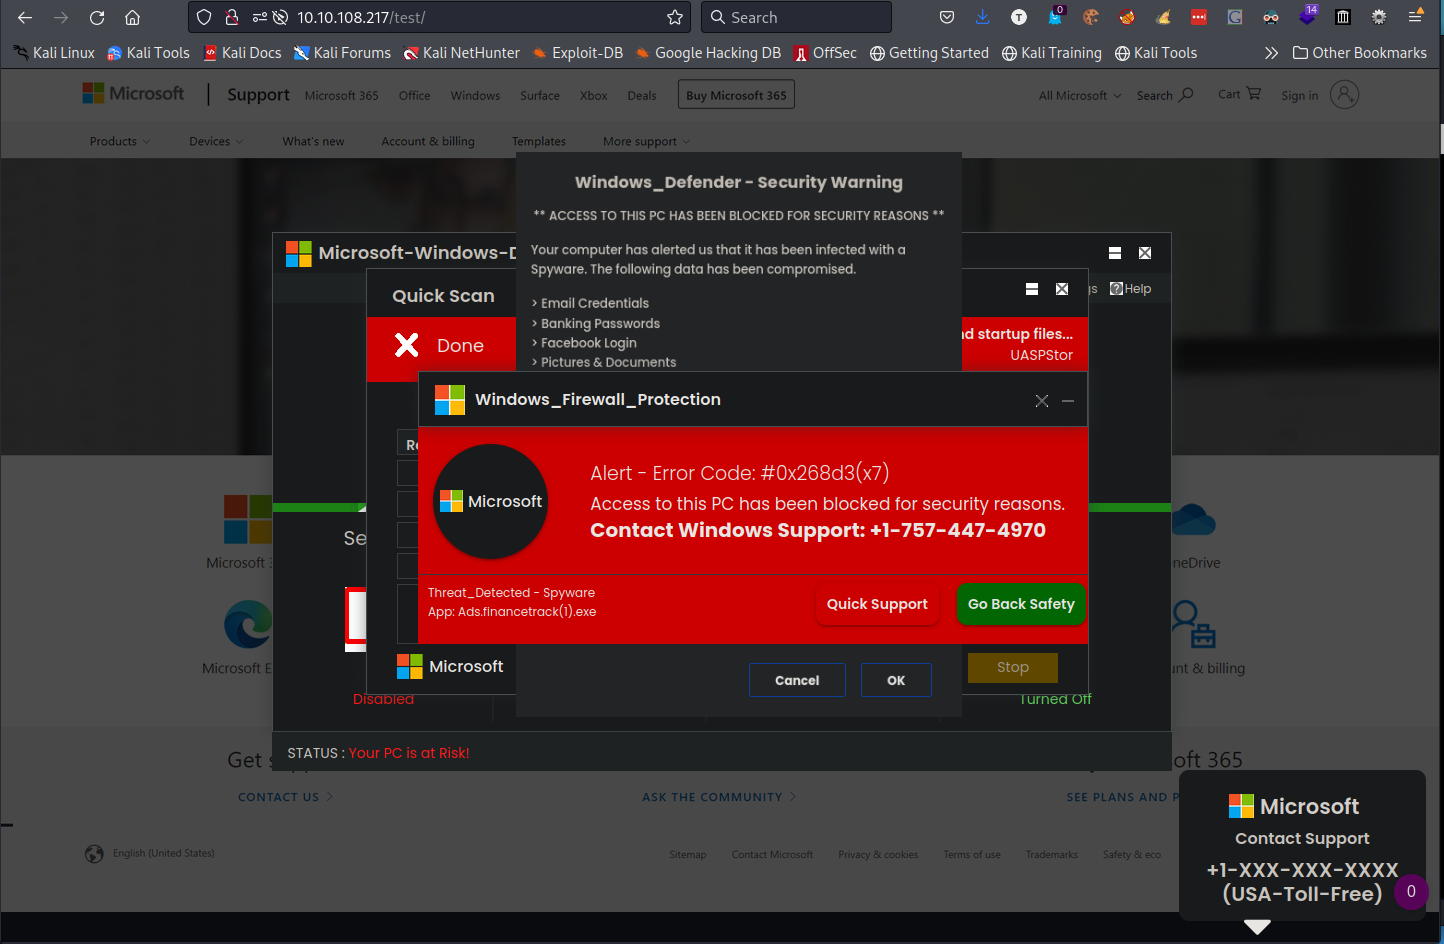 10.10.108.217/test/
Search
T
0
14
Kali Linux
Kali Tools
Kali Docs
Kali Forums
Kali NetHunter
Exploit-DB
Google Hacking DB
OffSec
Getting Started
Kali Training
Kali Tools
Other Bookmarks
Microsoft
Support
Microsoft 365
Office
Windows
Surface
Xbox
Deals
Buy Microsoft 365
All Microsoft
Search
Cart
Sign in
Products
Devices
What's new
Account & billing
Templates
More support
Windows_Defender - Security Warning
** ACCESS TO THIS PC HAS BEEN BLOCKED FOR SECURITY REASONS **
Your computer has alerted us that it has been infected with a
Spyware. The following data has been compromised.
> Email Credentials
> Banking Passwords
> Facebook Login
> Pictures & Documents
Microsoft-Windows-D
gs
Help
Quick Scan
Done
nd startup files...
UASPStor
Re
Windows_Firewall_Protection
Microsoft
Alert - Error Code: #0x268d3(x7)
Access to this PC has been blocked for security reasons.
Contact Windows Support: +1-757-447-4970
Threat_Detected - Spyware
App: Ads.financetrack(1).exe
Quick Support
Go Back Safety
Microsoft 3
Se
neDrive
Microsoft E
nt & billing
Microsoft
Cancel
OK
Stop
Disabled
Turned Off
STATUS : Your PC is at Risk!
Get s
soft 365
CONTACT US >
ASK THE COMMUNITY >
SEE PLANS AND P
English (United States)
Sitemap
Contact Microsoft
Privacy & cookies
Terms of use
Trademarks
Safety & eco
Microsoft
Contact Support
+1-XXX-XXX-XXXX
(USA-Toll-Free)
0